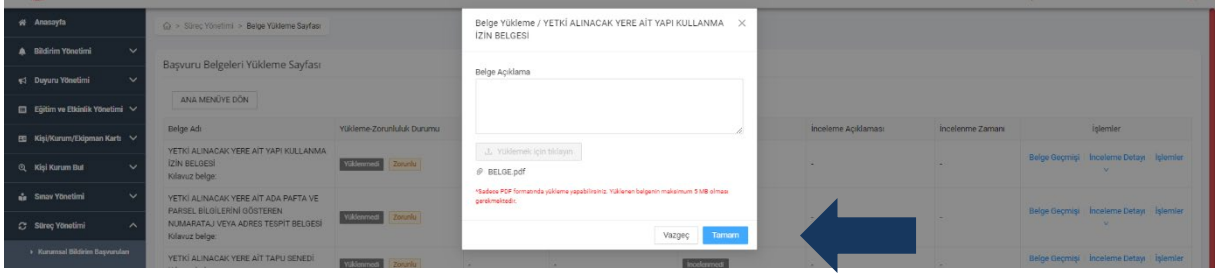 Anasayfa
> Süreç Yönetimi > Belge Yükleme Sayfası
Bildirim Yönetimi
Duyuru Yönetimi
Eğitim ve Etkinlik Yönetimi
Kişi/Kurum/Ekipman Kartı
Kişi Kurum Bul
Sınav Yönetimi
Süreç Yönetimi
Kurumsal Bildirim Başvuruları
Başvuru Belgeleri Yükleme Sayfası
ANA MENÜYE DÖN
Belge Adı
Yükleme-Zorunluluk Durumu
İnceleme Açıklaması
İncelenme Zamanı
İşlemler
YETKİ ALINACAK YERE AİT YAPI KULLANMA
İZİN BELGESİ
Kılavuz belge:
Yüklenmedi Zorunlu
-
-
Belge Geçmişi İnceleme Detayı İşlemler
YETKİ ALINACAK YERE AİT ADA PAFTA VE
PARSEL BİLGİLERİNİ GÖSTEREN
NUMARATAJ VEYA ADRES TESPİT BELGESİ
Kılavuz belge:
Yüklenmedi Zorunlu
-
Belge Geçmişi İnceleme Detayı İşlemler
YETKİ ALINACAK YERE AİT TAPU SENEDİ
Yüklenmedi Zorunlu
-
-
İncelenmedi
-
-
Belge Geçmişi İnceleme Detayı İşlemler
Belge Yükleme / YETKİ ALINACAK YERE AİT YAPI KULLANMA
İZİN BELGESİ
Belge Açıklama
Yüklemek için tıklayın
BELGE.pdf
*Sadece PDF formatında yükleme yapabilirsiniz. Yüklenen belgenin maksimum 5 MB olması
gerekmektedir.
Vazgeç Tamam